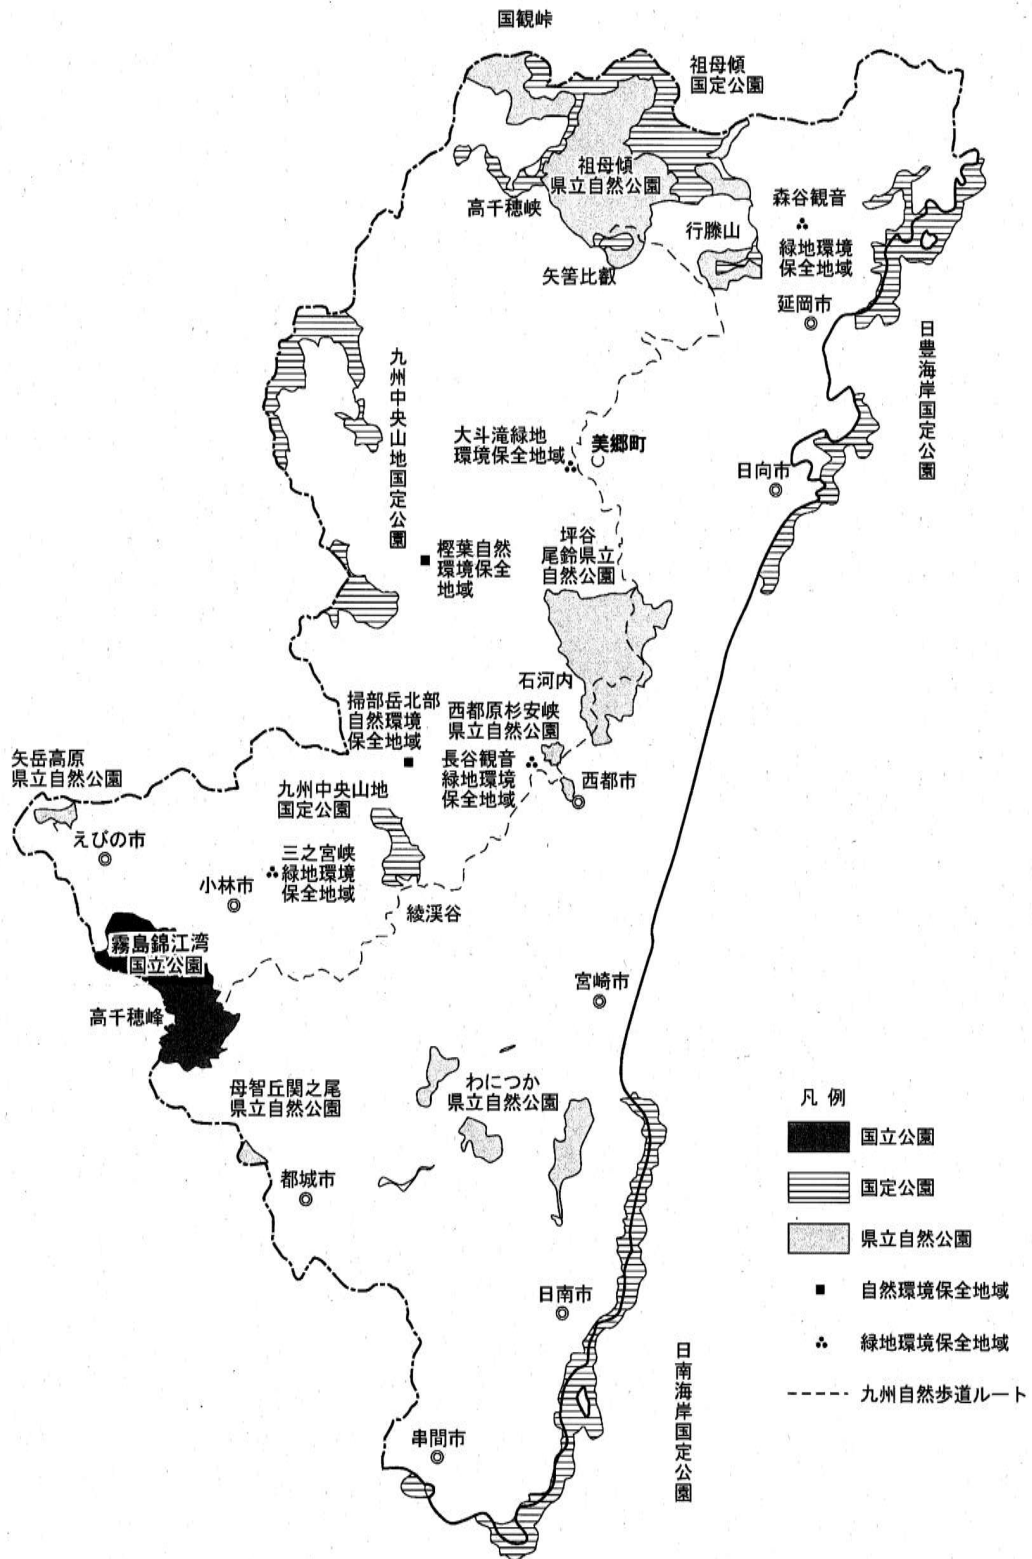 国観峠
祖母傾
国定公園
祖母傾
県立自然公園
高千穂峡
森谷観音
緑地環境
保全地域
行縢山
矢筈比叡
延岡市
日豊海岸国定公園
九州中央山地国定公園
大斗滝緑地
環境保全地域
美郷町
日向市
樫葉自然
環境保全
地域
坪谷
尾鈴県立
自然公園
石河内
掃部岳北部
自然環境
保全地域
西都原杉安峡
県立自然公園
長谷観音
緑地環境
保全地域
西都市
矢岳高原
県立自然公園
えびの市
九州中央山地
国定公園
三之宮峡
緑地環境
保全地域
小林市
綾渓谷
霧島錦江湾
国立公園
高千穂峰
宮崎市
母智丘関之尾
県立自然公園
わにつか
県立自然公園
都城市
日南市
日南海岸国定公園
串間市
凡例
国立公園
国定公園
県立自然公園
自然環境保全地域
緑地環境保全地域
九州自然歩道ルート